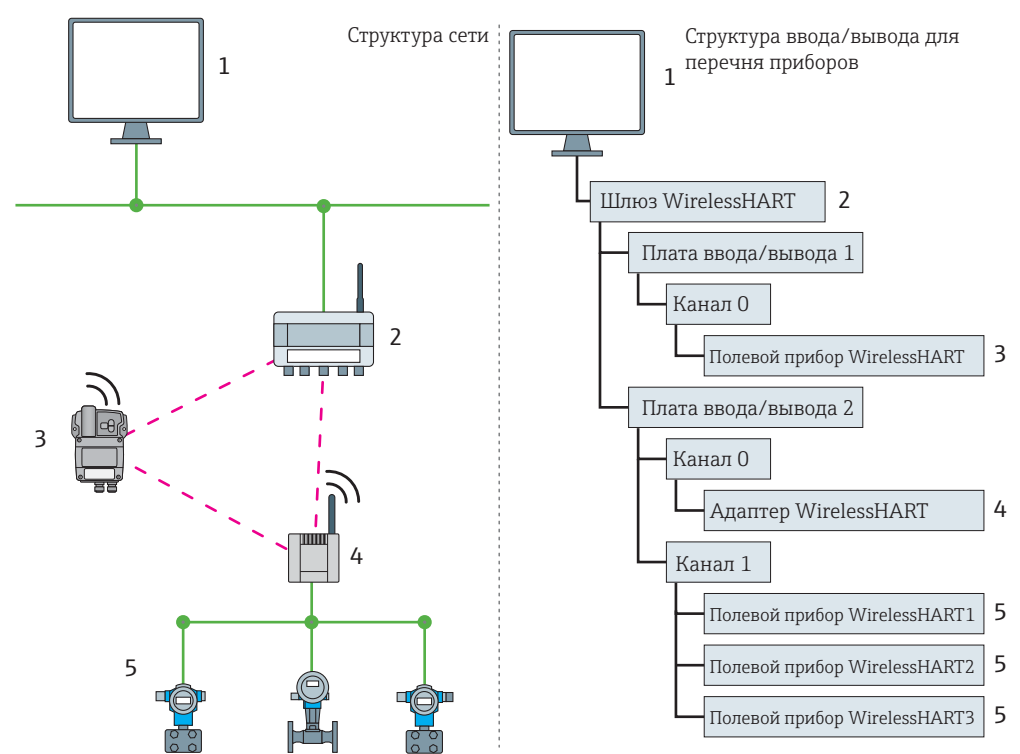 Структура сети
1
2
3
4
5
Структура ввода/вывода для
перечня приборов
1
Шлюз WirelessHART 2
Плата ввода/вывода 1
Канал 0
Полевой прибор WirelessHART 3
Плата ввода/вывода 2
Канал 0
Адаптер WirelessHART 4
Канал 1
Полевой прибор WirelessHART1 5
Полевой прибор WirelessHART2 5
Полевой прибор WirelessHART3 5